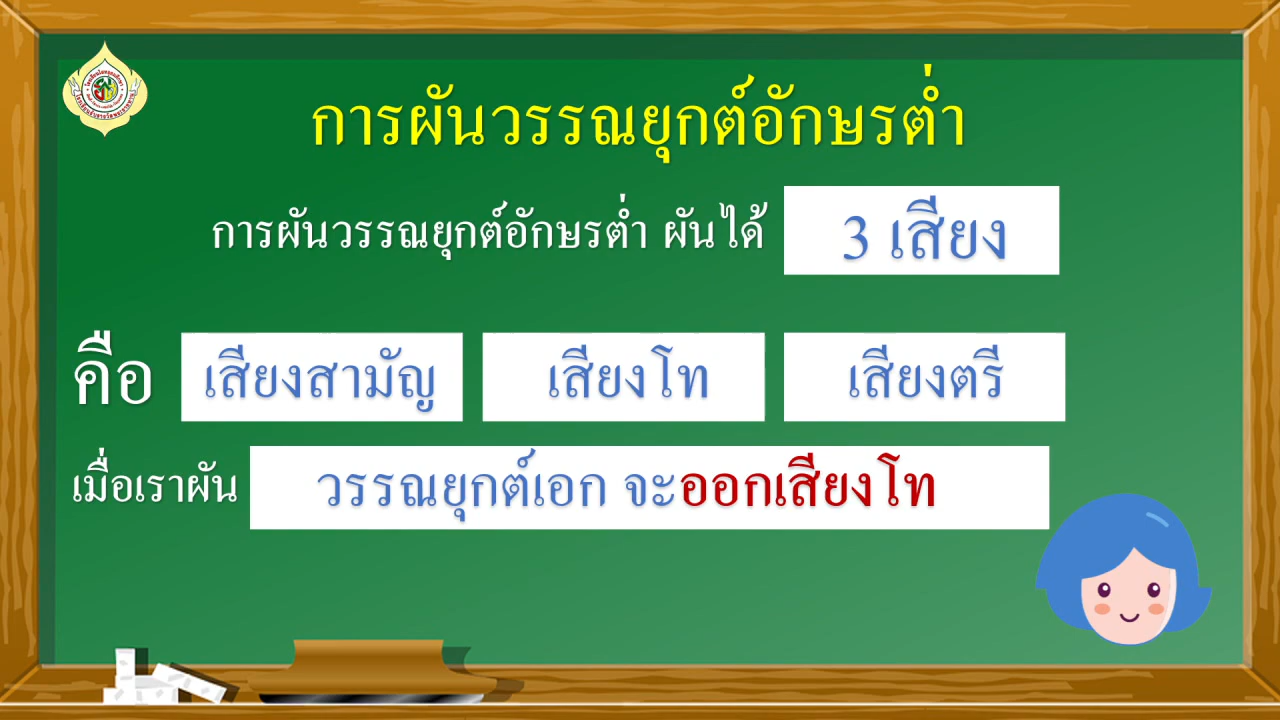 การผันวรรณยุกต์อักษรต่ำ
การผันวรรณยุกต์อักษรต่ำ ผันได้ 3 เสียง
คือ เสียงสามัญ เสียงโท เสียงตรี
เมื่อเราผัน วรรณยุกต์เอก จะออกเสียงโท